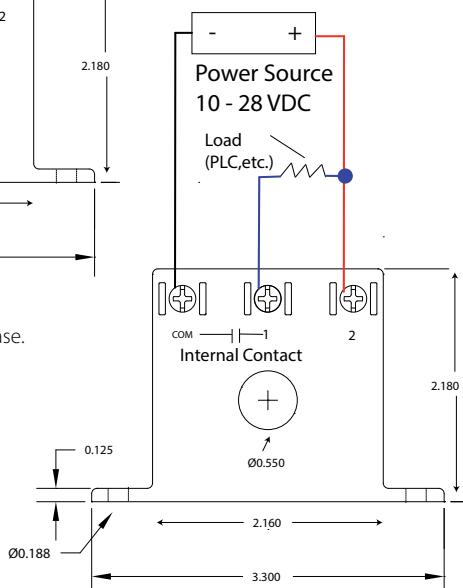 2
2.180
- +
Power Source
10 - 28 VDC
Load
(PLC,etc.)
COM 1 2
Internal Contact
2.180
0.125
Ø0.550
Ø0.188
2.160
3.300